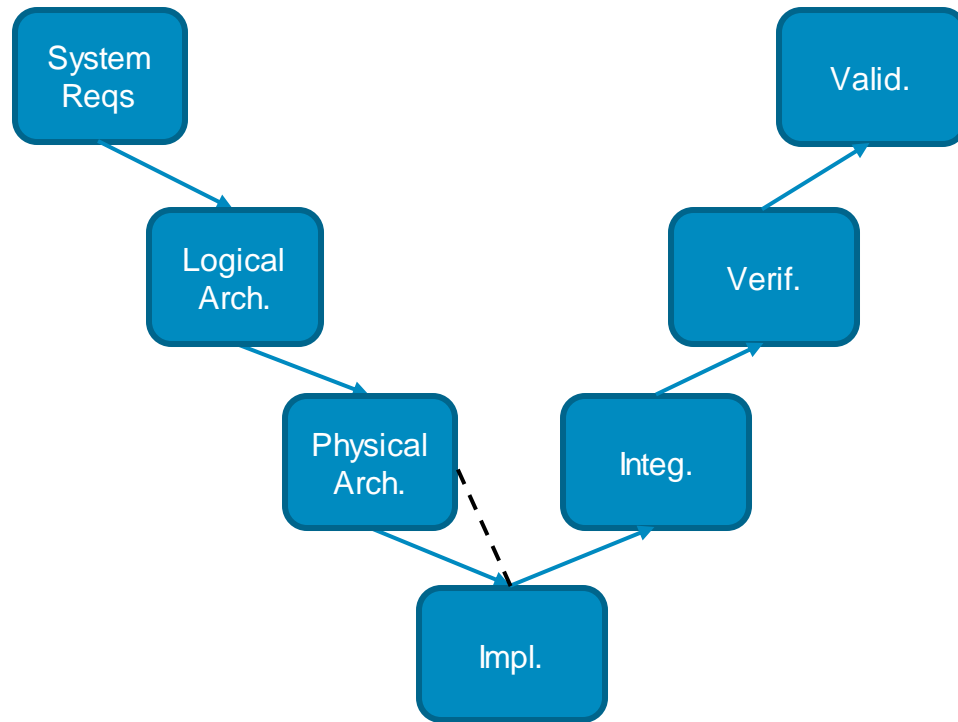 System
Reqs
Valid.
Logical
Arch.
Verif.
Physical
Arch.
Integ.
Impl.